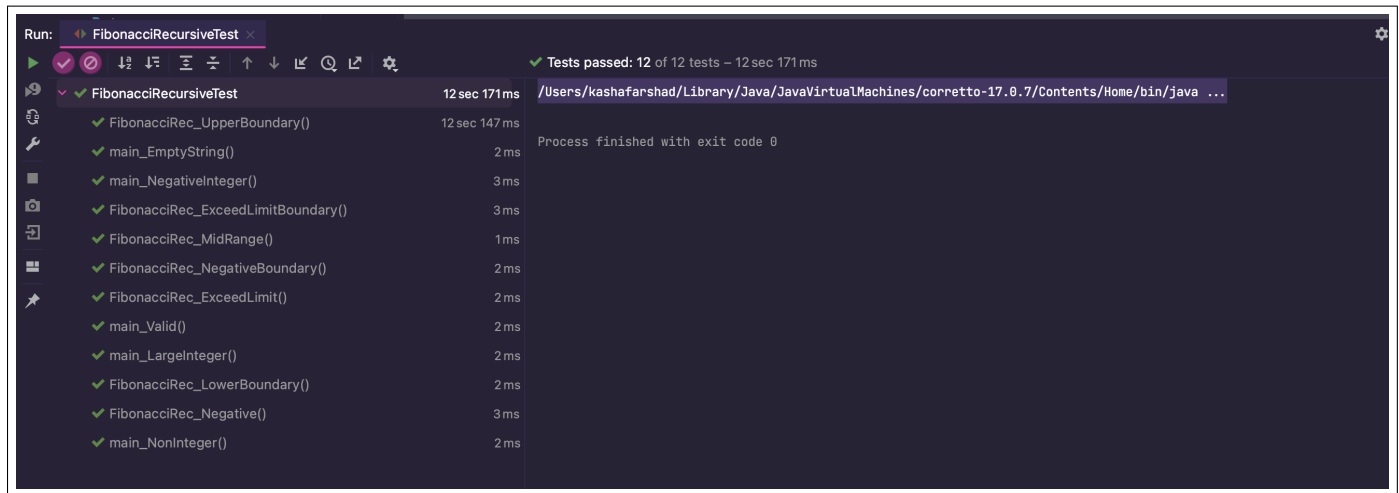 Run: FibonacciRecursiveTest
Tests passed: 12 of 12 tests – 12 sec 171 ms
FibonacciRecursiveTest 12 sec 171 ms
/Users/kashafarshad/Library/Java/JavaVirtualMachines/corretto-17.0.7/Contents/Home/bin/java ...
FibonacciRec_UpperBoundary() 12 sec 147 ms
main_EmptyString() 2 ms
Process finished with exit code 0
main_NegativeInteger() 3 ms
FibonacciRec_ExceedLimitBoundary() 3 ms
FibonacciRec_MidRange() 1 ms
FibonacciRec_NegativeBoundary() 2 ms
FibonacciRec_ExceedLimit() 2 ms
main_Valid() 2 ms
main_LargeInteger() 2 ms
FibonacciRec_LowerBoundary() 2 ms
FibonacciRec_Negative() 3 ms
main_NonInteger() 2 ms